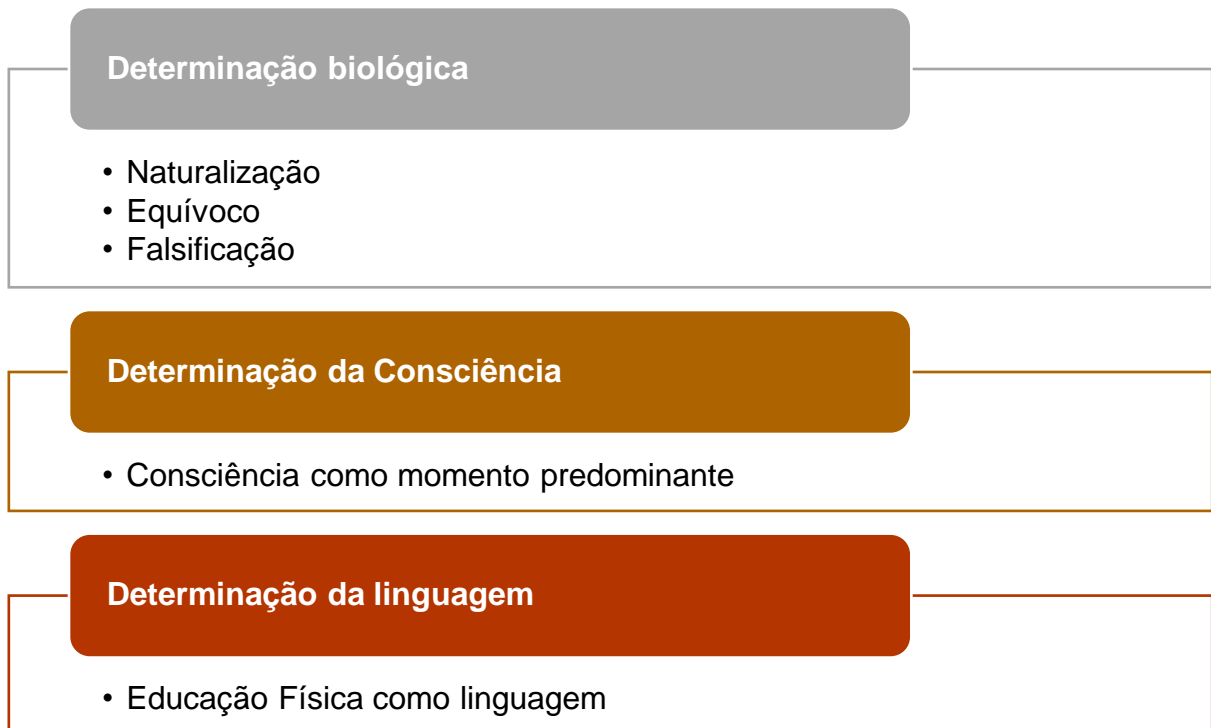 Determinação biológica
• Naturalização
• Equívoco
• Falsificação
Determinação da Consciência
• Consciência como momento predominante
Determinação da linguagem
• Educação Física como linguagem